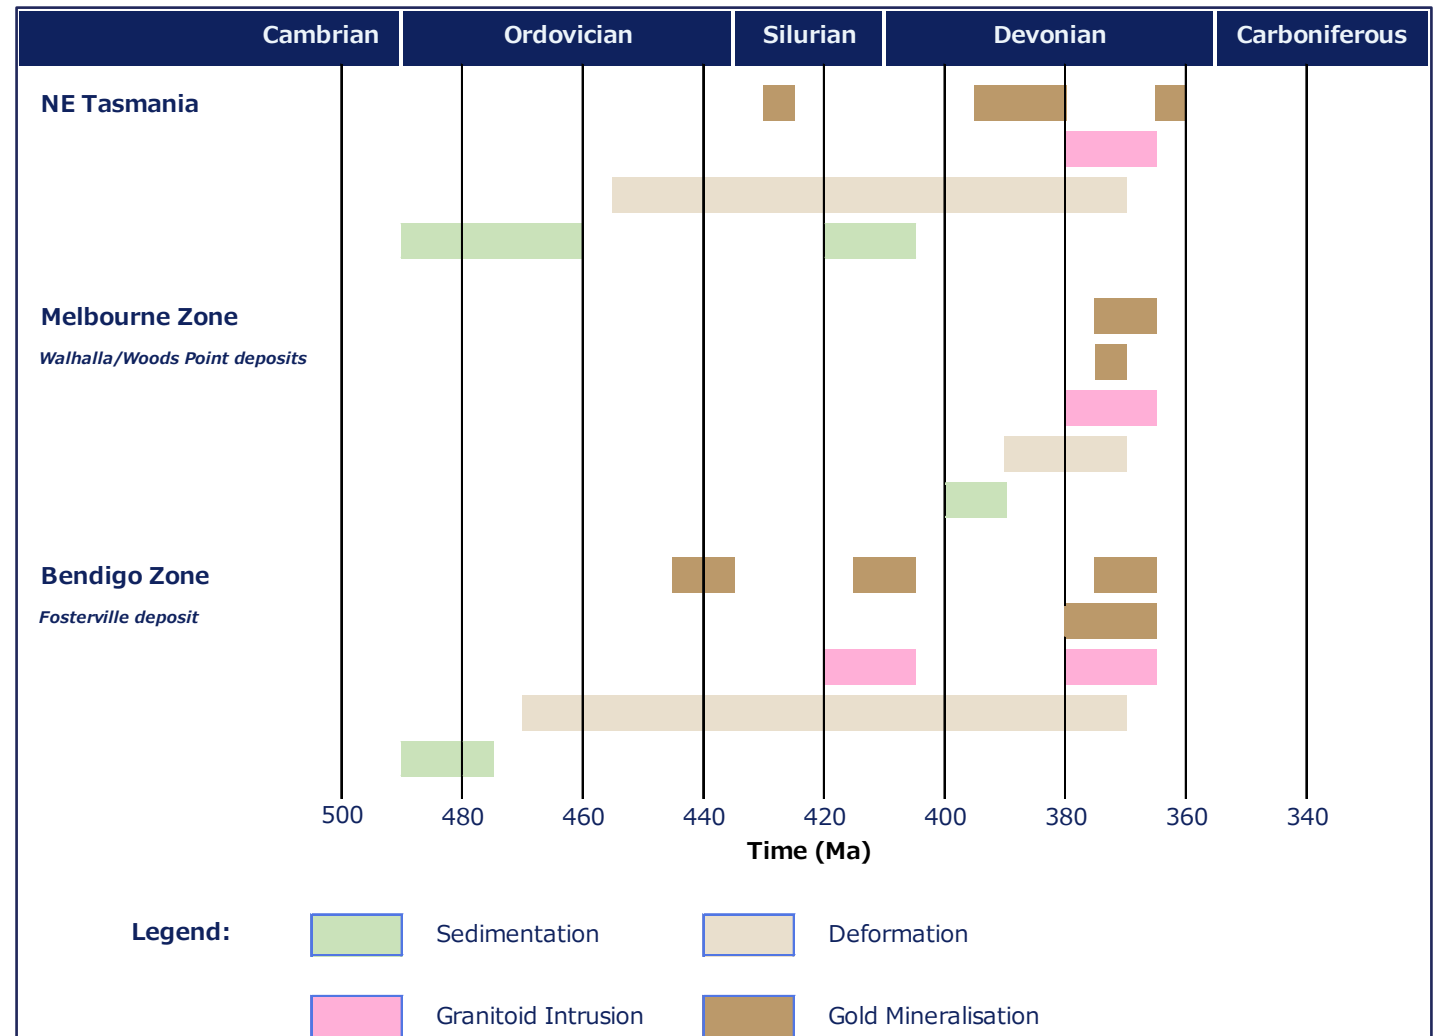 Cambrian Ordovician Silurian Devonian Carboniferous
NE Tasmania
Melbourne Zone
Walhalla/Woods Point deposits
Bendigo Zone
Fosterville deposit
500 480 460 440 420 400 380 360 340
Time (Ma)
Legend: Sedimentation Deformation
Granitoid Intrusion Gold Mineralisation